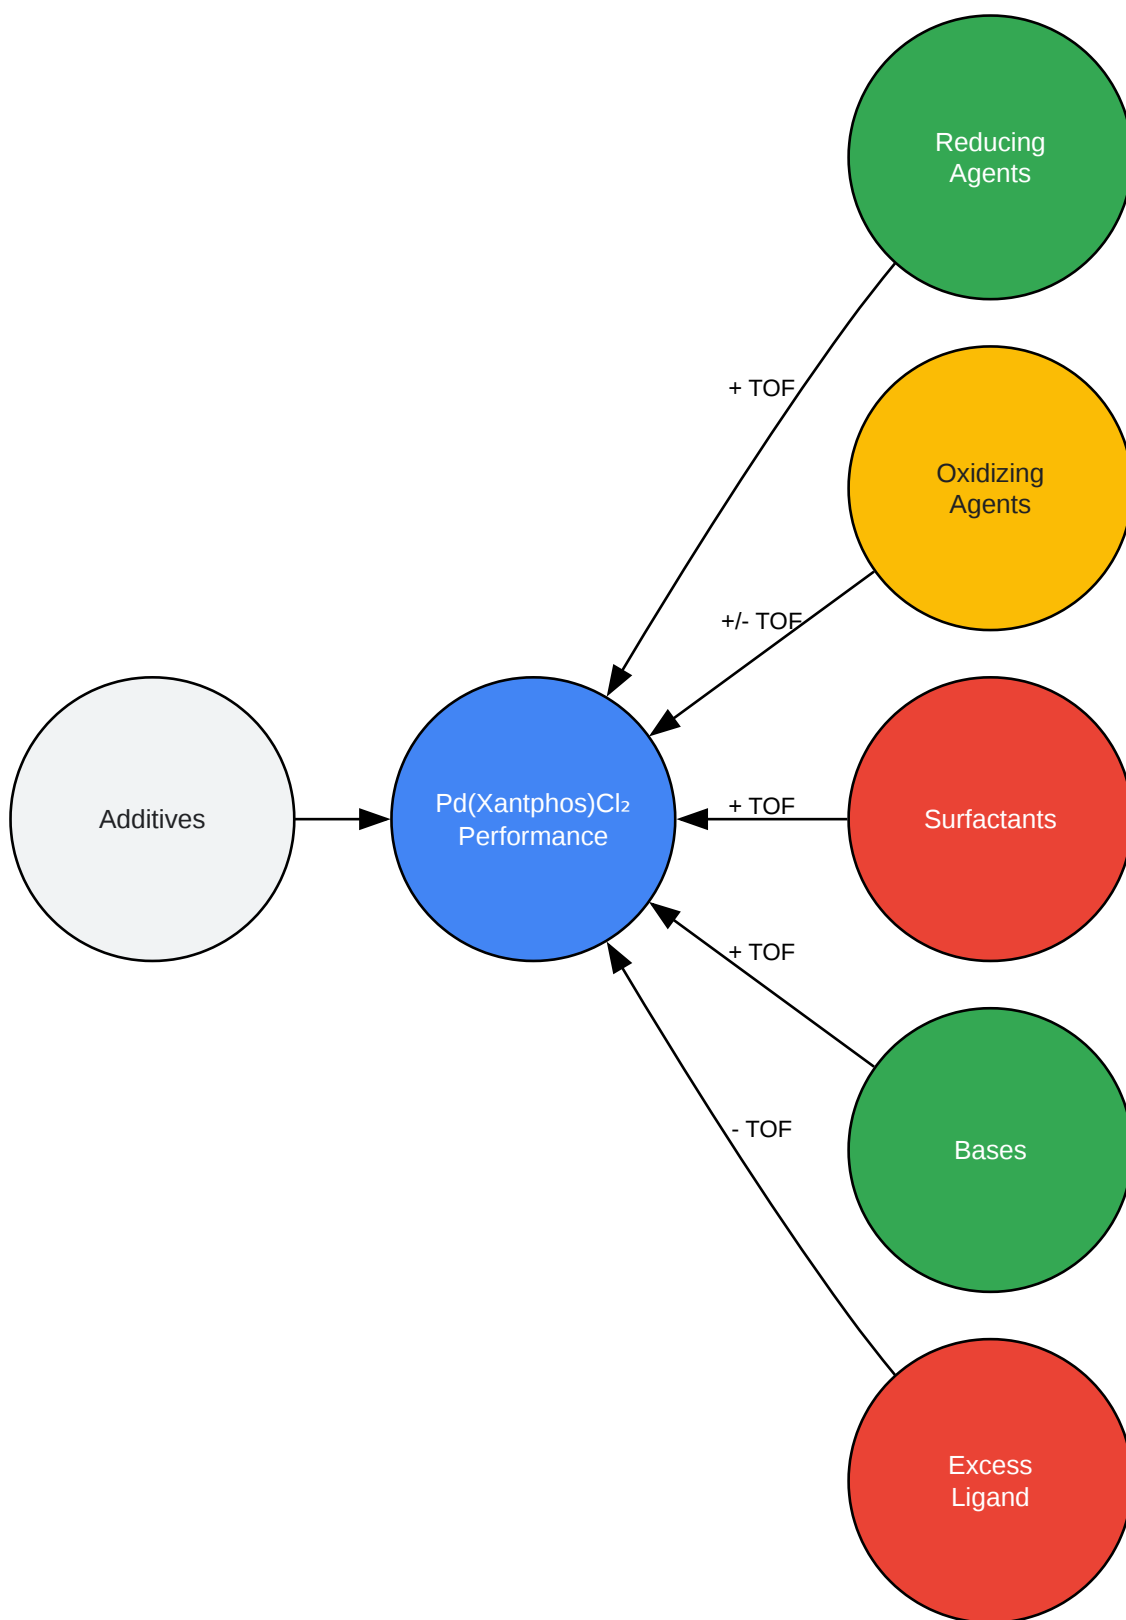 Reducing
Agents
+ TOF
Oxidizing
Agents
+/- TOF
Additives
Pd(Xantphos)Cl₂
Performance
+ TOF
Surfactants
+ TOF
Bases
- TOF
Excess
Ligand